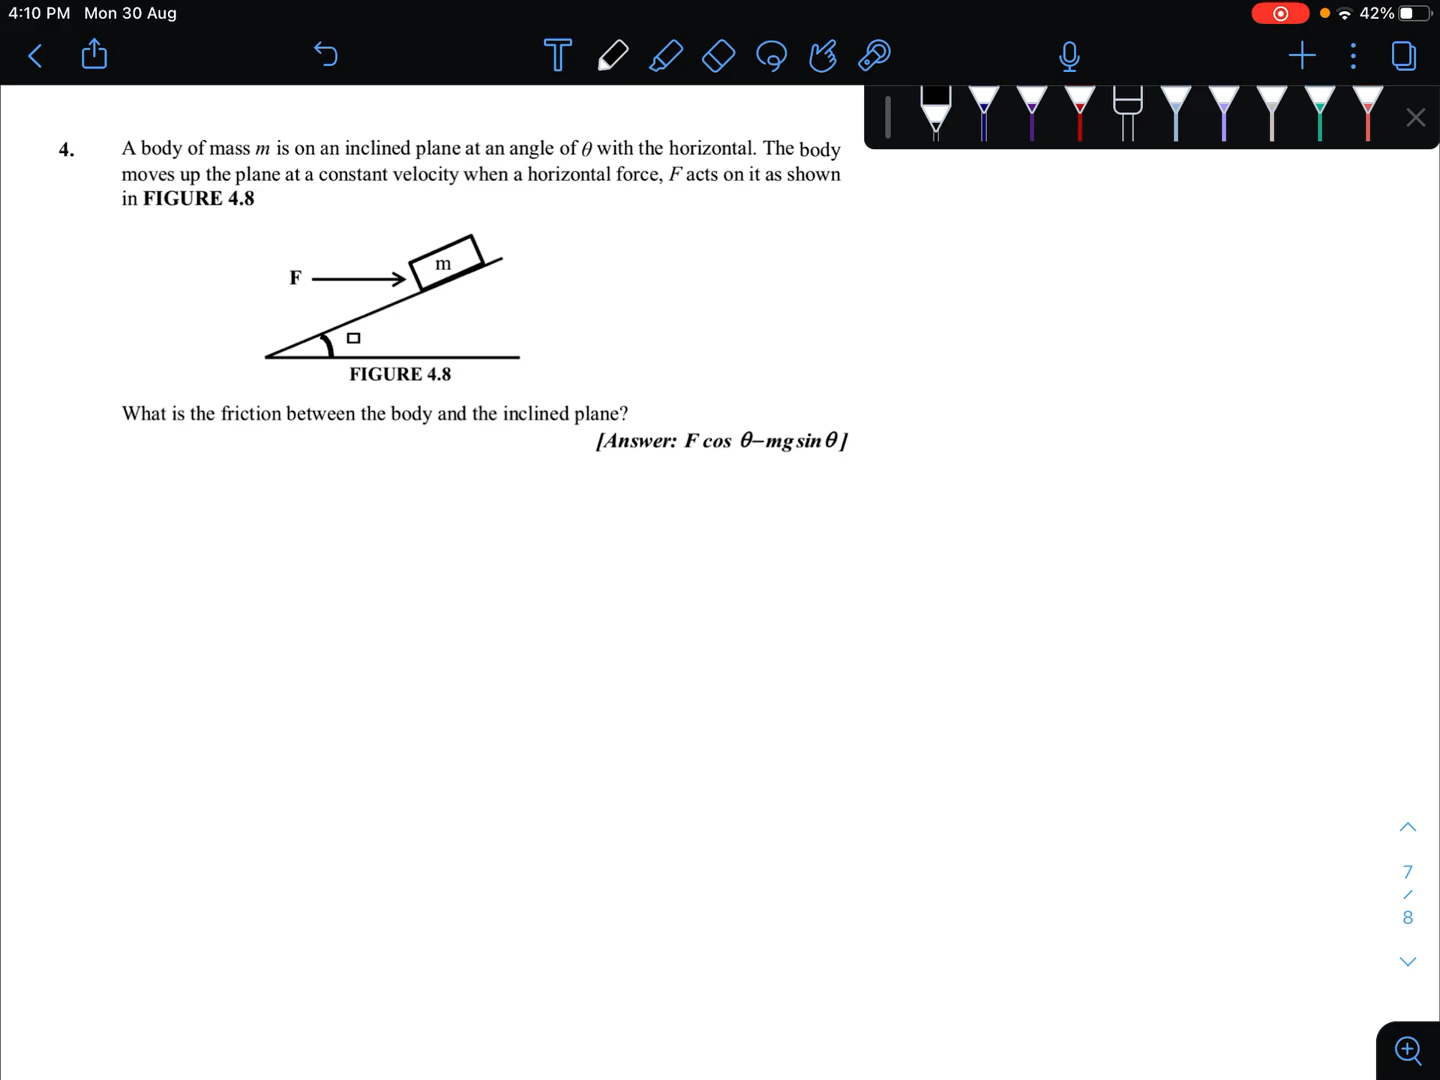 4:10 PM Mon 30 Aug
42%
4. A body of mass m is on an inclined plane at an angle of θ with the horizontal. The body
moves up the plane at a constant velocity when a horizontal force, F acts on it as shown
in FIGURE 4.8
m
F
FIGURE 4.8
What is the friction between the body and the inclined plane?
[Answer: F cos θ–mg sin θ]
7
/
8